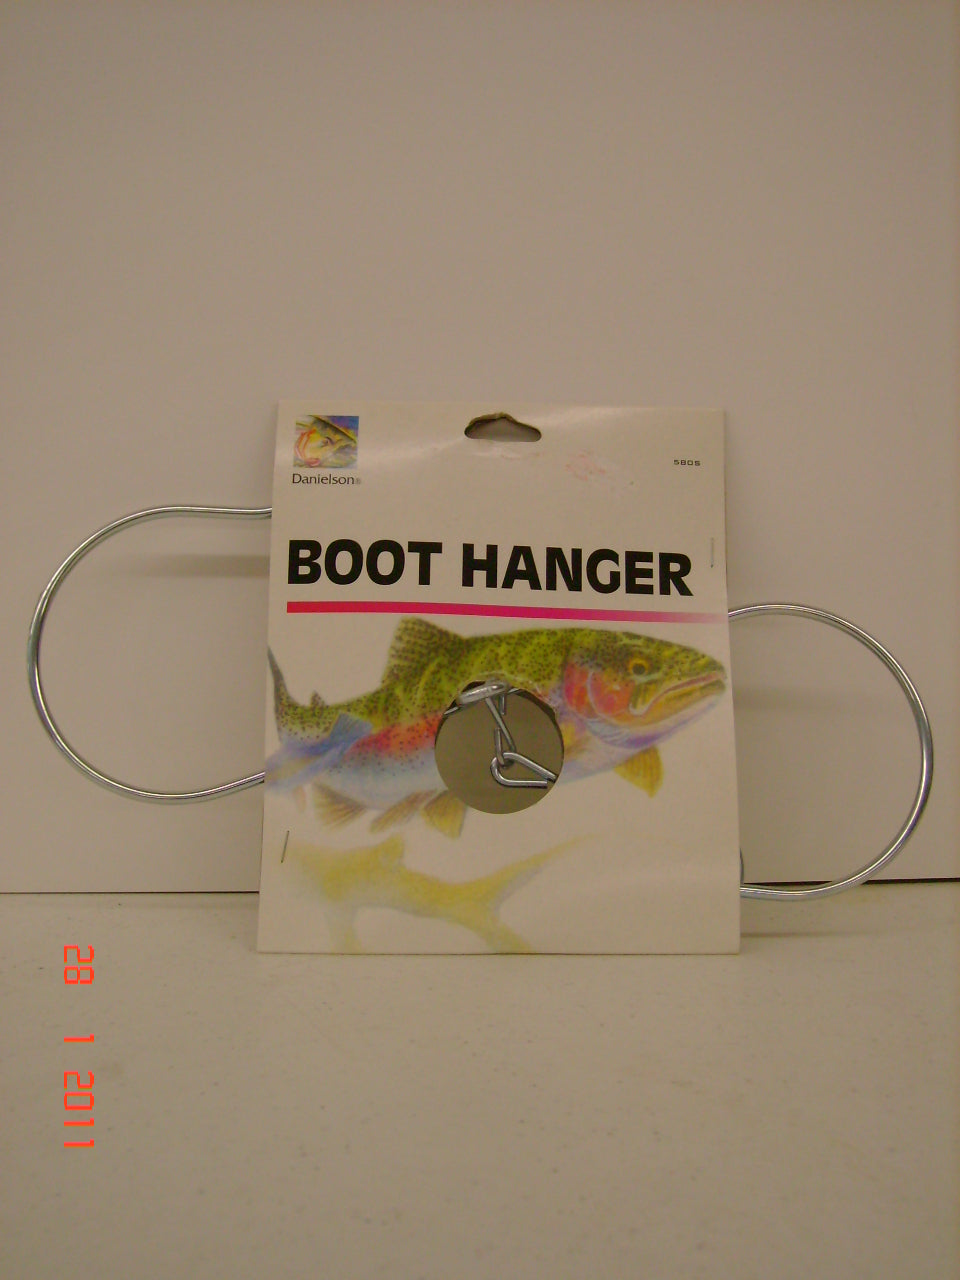 Danielson®
5805
BOOT HANGER
28 1 2011